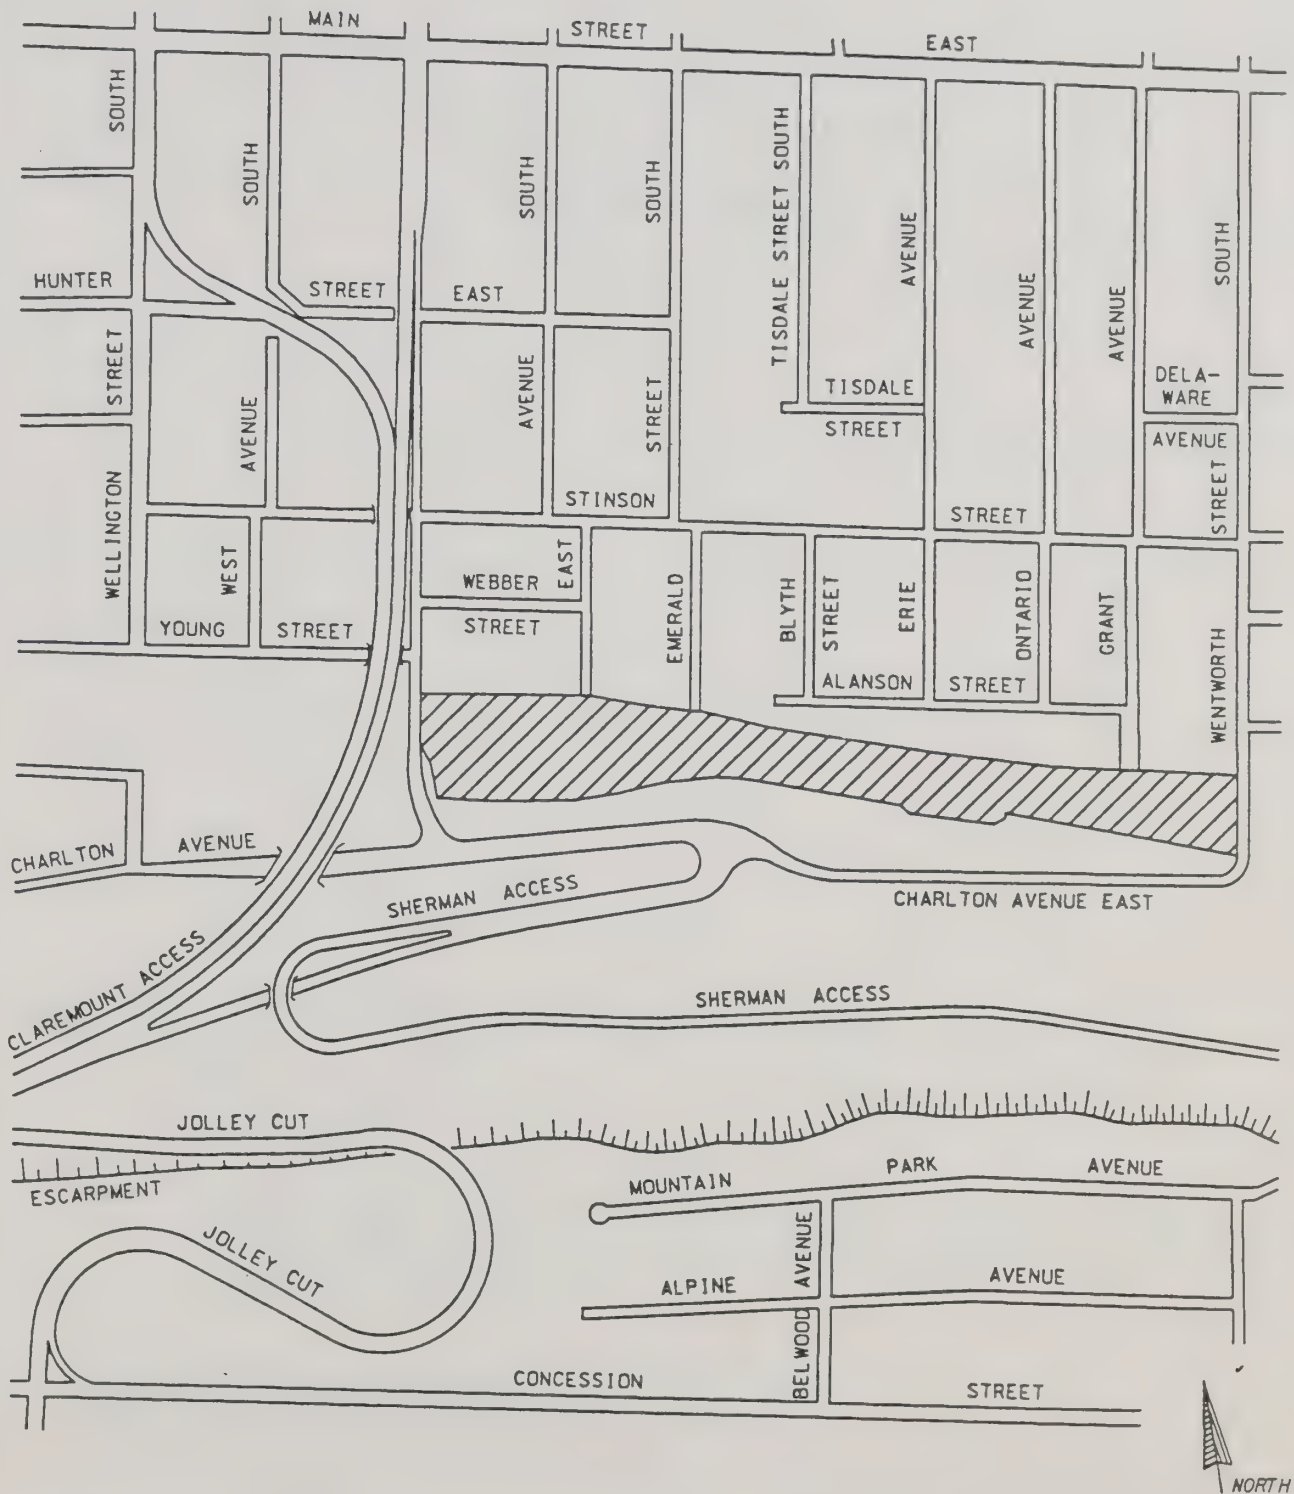 MAIN STREET EAST
SOUTH
SOUTH
SOUTH
SOUTH
TISDALE STREET SOUTH
AVENUE
AVENUE
AVENUE
SOUTH
HUNTER STREET EAST
STREET
AVENUE
AVENUE
STREET
TISDALE
STREET
DELA-
WARE
AVENUE
STREET
WELLINGTON
STINSON STREET
WEST
WEBBER
STREET
EAST
EMERALD
BLYTH
STREET
ERIE
ONTARIO
GRANT
WENTWORTH
YOUNG STREET
ALANSON STREET
CHARLTON AVENUE
SHERMAN ACCESS
CHARLTON AVENUE EAST
CLAREMOUNT ACCESS
SHERMAN ACCESS
JOLLEY CUT
ESCARPMENT
MOUNTAIN PARK AVENUE
JOLLEY CUT
BELWOOD AVENUE
ALPINE AVENUE
CONCESSION STREET
NORTH